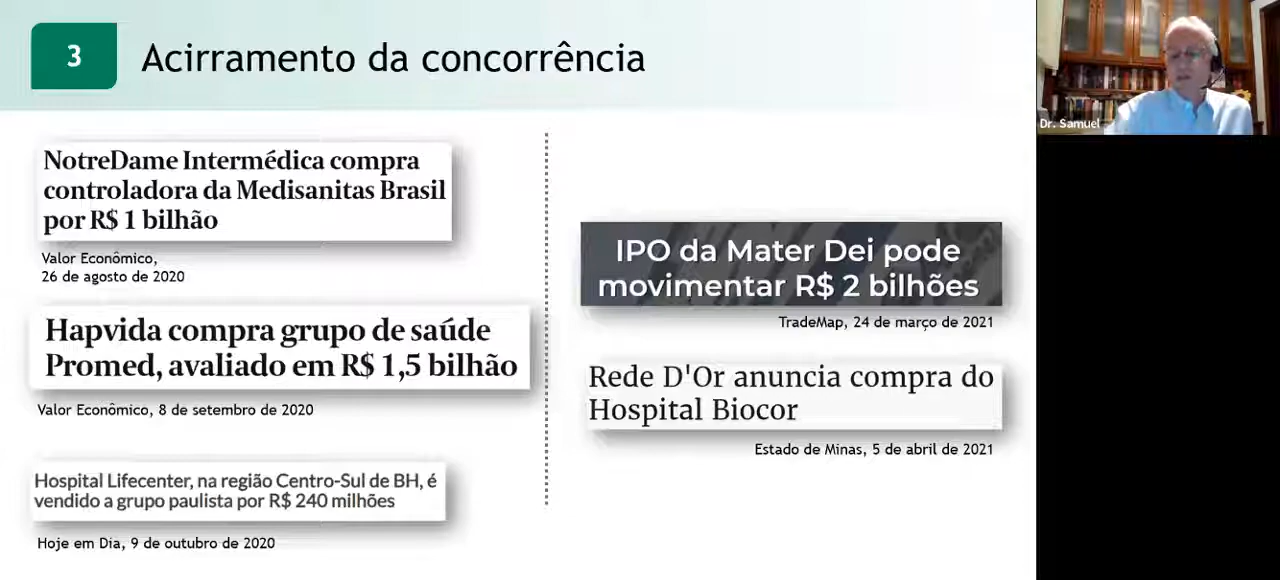 3
Acirramento da concorrência
Dr. Samuel
NotreDame Intermédica compra
controladora da Medisanitas Brasil
por R$ 1 bilhão
Valor Econômico,
26 de agosto de 2020
Hapvida compra grupo de saúde
Promed, avaliado em R$ 1,5 bilhão
Valor Econômico, 8 de setembro de 2020
Hospital Lifecenter, na região Centro-Sul de BH, é
vendido a grupo paulista por R$ 240 milhões
Hoje em Dia, 9 de outubro de 2020
IPO da Mater Dei pode
movimentar R$ 2 bilhões
TradeMap, 24 de março de 2021
Rede D'Or anuncia compra do
Hospital Biocor
Estado de Minas, 5 de abril de 2021